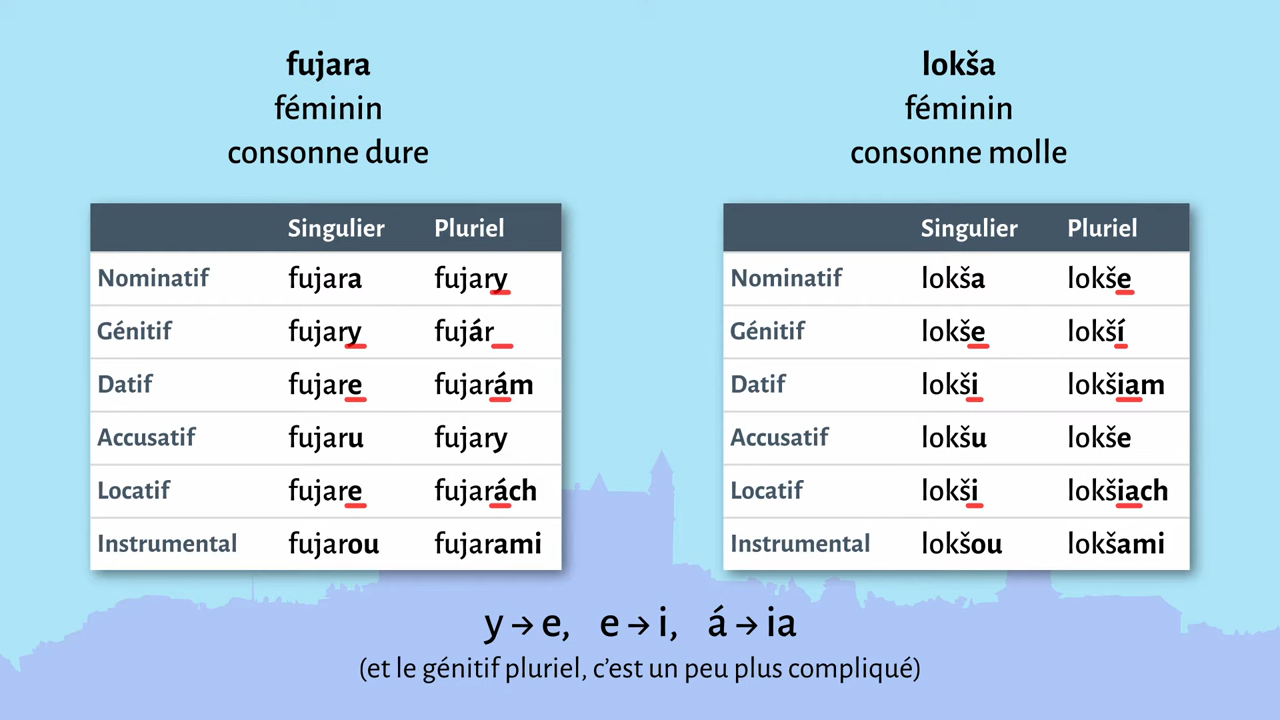 fujara
féminin
consonne dure
Singulier Pluriel
Nominatif fujara fujary
Génitif fujary fujár
Datif fujare fujarám
Accusatif fujaru fujary
Locatif fujare fujarách
Instrumental fujarou fujarami
lokša
féminin
consonne molle
Singulier Pluriel
Nominatif lokša lokše
Génitif lokše lokší
Datif lokši lokšiam
Accusatif lokšu lokše
Locatif lokši lokšiach
Instrumental lokšou lokšami
y → e, e → i, á → ia
(et le génitif pluriel, c’est un peu plus compliqué)